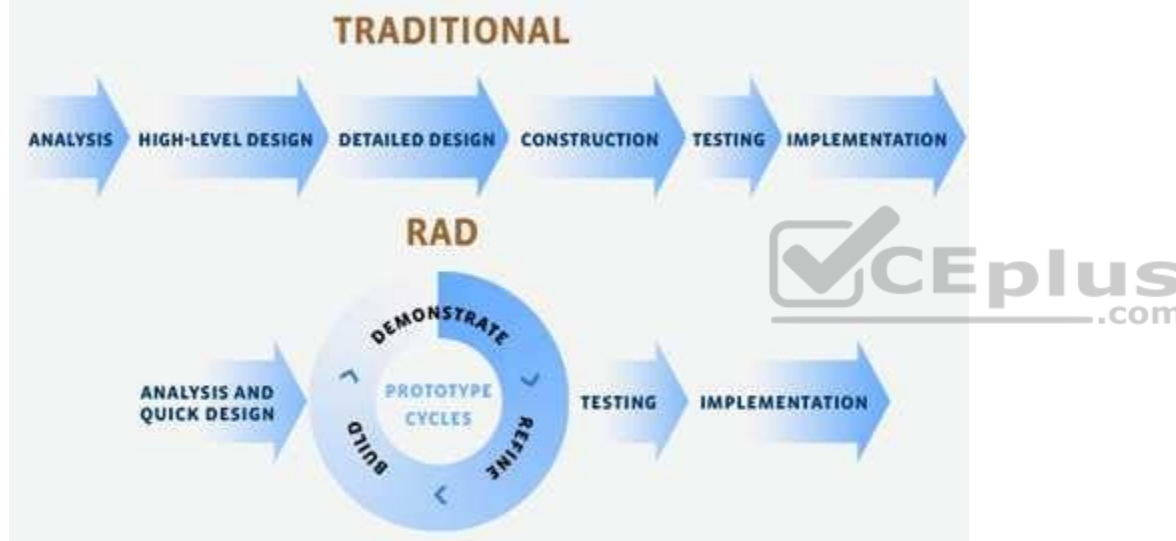 TRADITIONAL
ANALYSIS
HIGH-LEVEL DESIGN
DETAILED DESIGN
CONSTRUCTION
TESTING
IMPLEMENTATION
RAD
CEplus
.com
ANALYSIS AND
QUICK DESIGN
DEMONSTRATE
REFINE
BUILD
PROTOTYPE
CYCLES
TESTING
IMPLEMENTATION